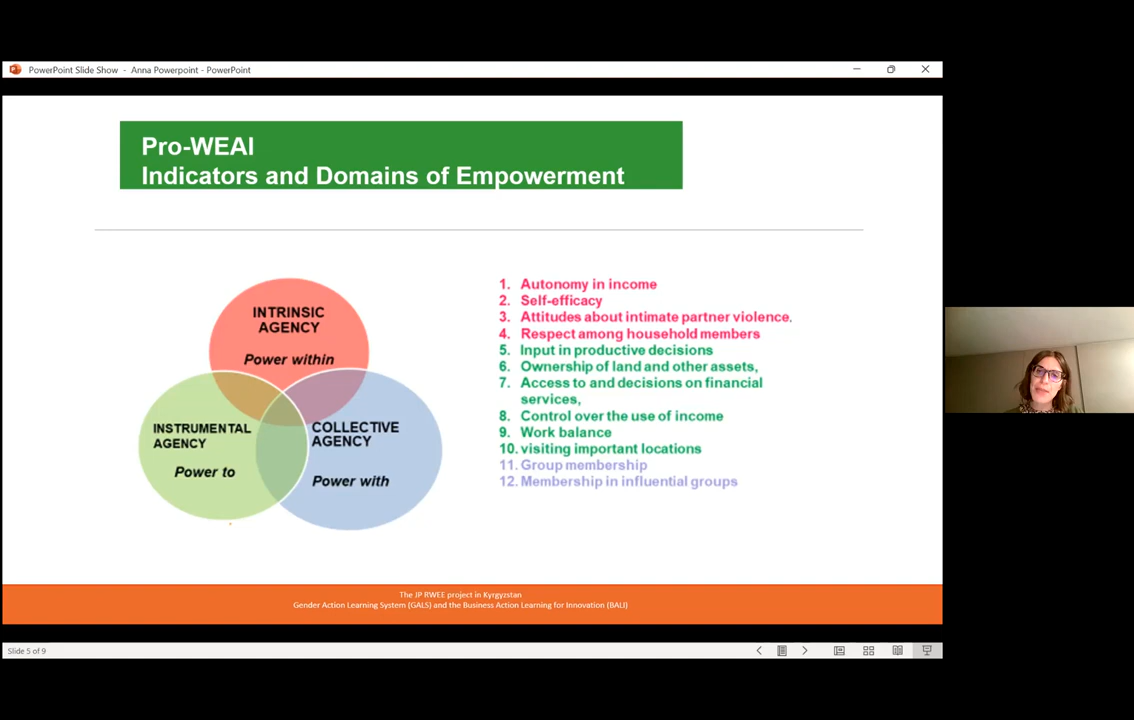 PowerPoint Slide Show - Anna Powerpoint - PowerPoint
Pro-WEAI
Indicators and Domains of Empowerment
INTRINSIC
AGENCY
Power within
INSTRUMENTAL
AGENCY
Power to
COLLECTIVE
AGENCY
Power with
1. Autonomy in income
2. Self-efficacy
3. Attitudes about intimate partner violence.
4. Respect among household members
5. Input in productive decisions
6. Ownership of land and other assets,
7. Access to and decisions on financial
services,
8. Control over the use of income
9. Work balance
10. visiting important locations
11. Group membership
12. Membership in influential groups
The JP RWEE project in Kyrgyzstan
Gender Action Learning System (GALS) and the Business Action Learning for Innovation (BALI)
Slide 5 of 9